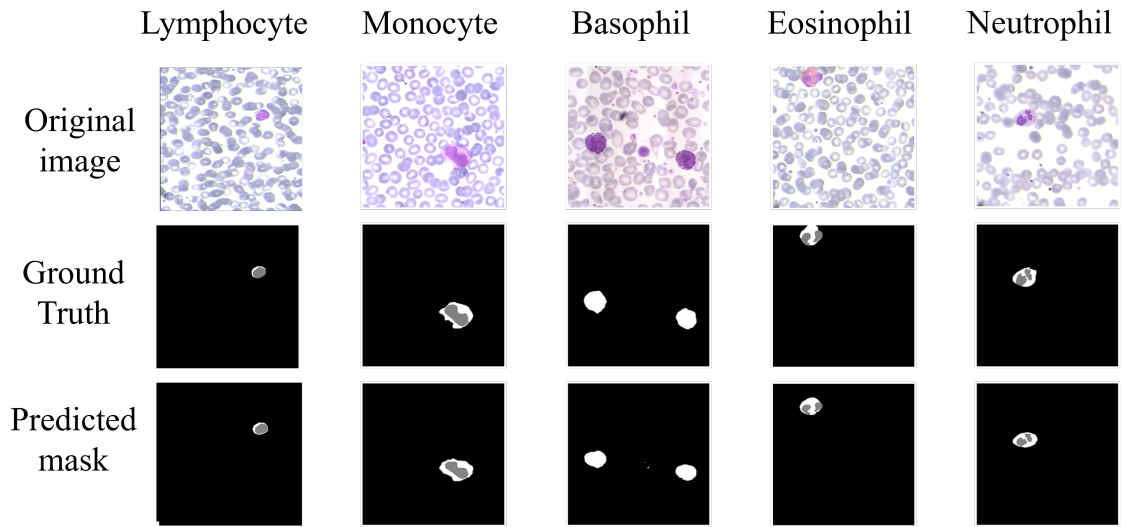 Lymphocyte Monocyte Basophil Eosinophil Neutrophil
Original
image
Ground
Truth
Predicted
mask